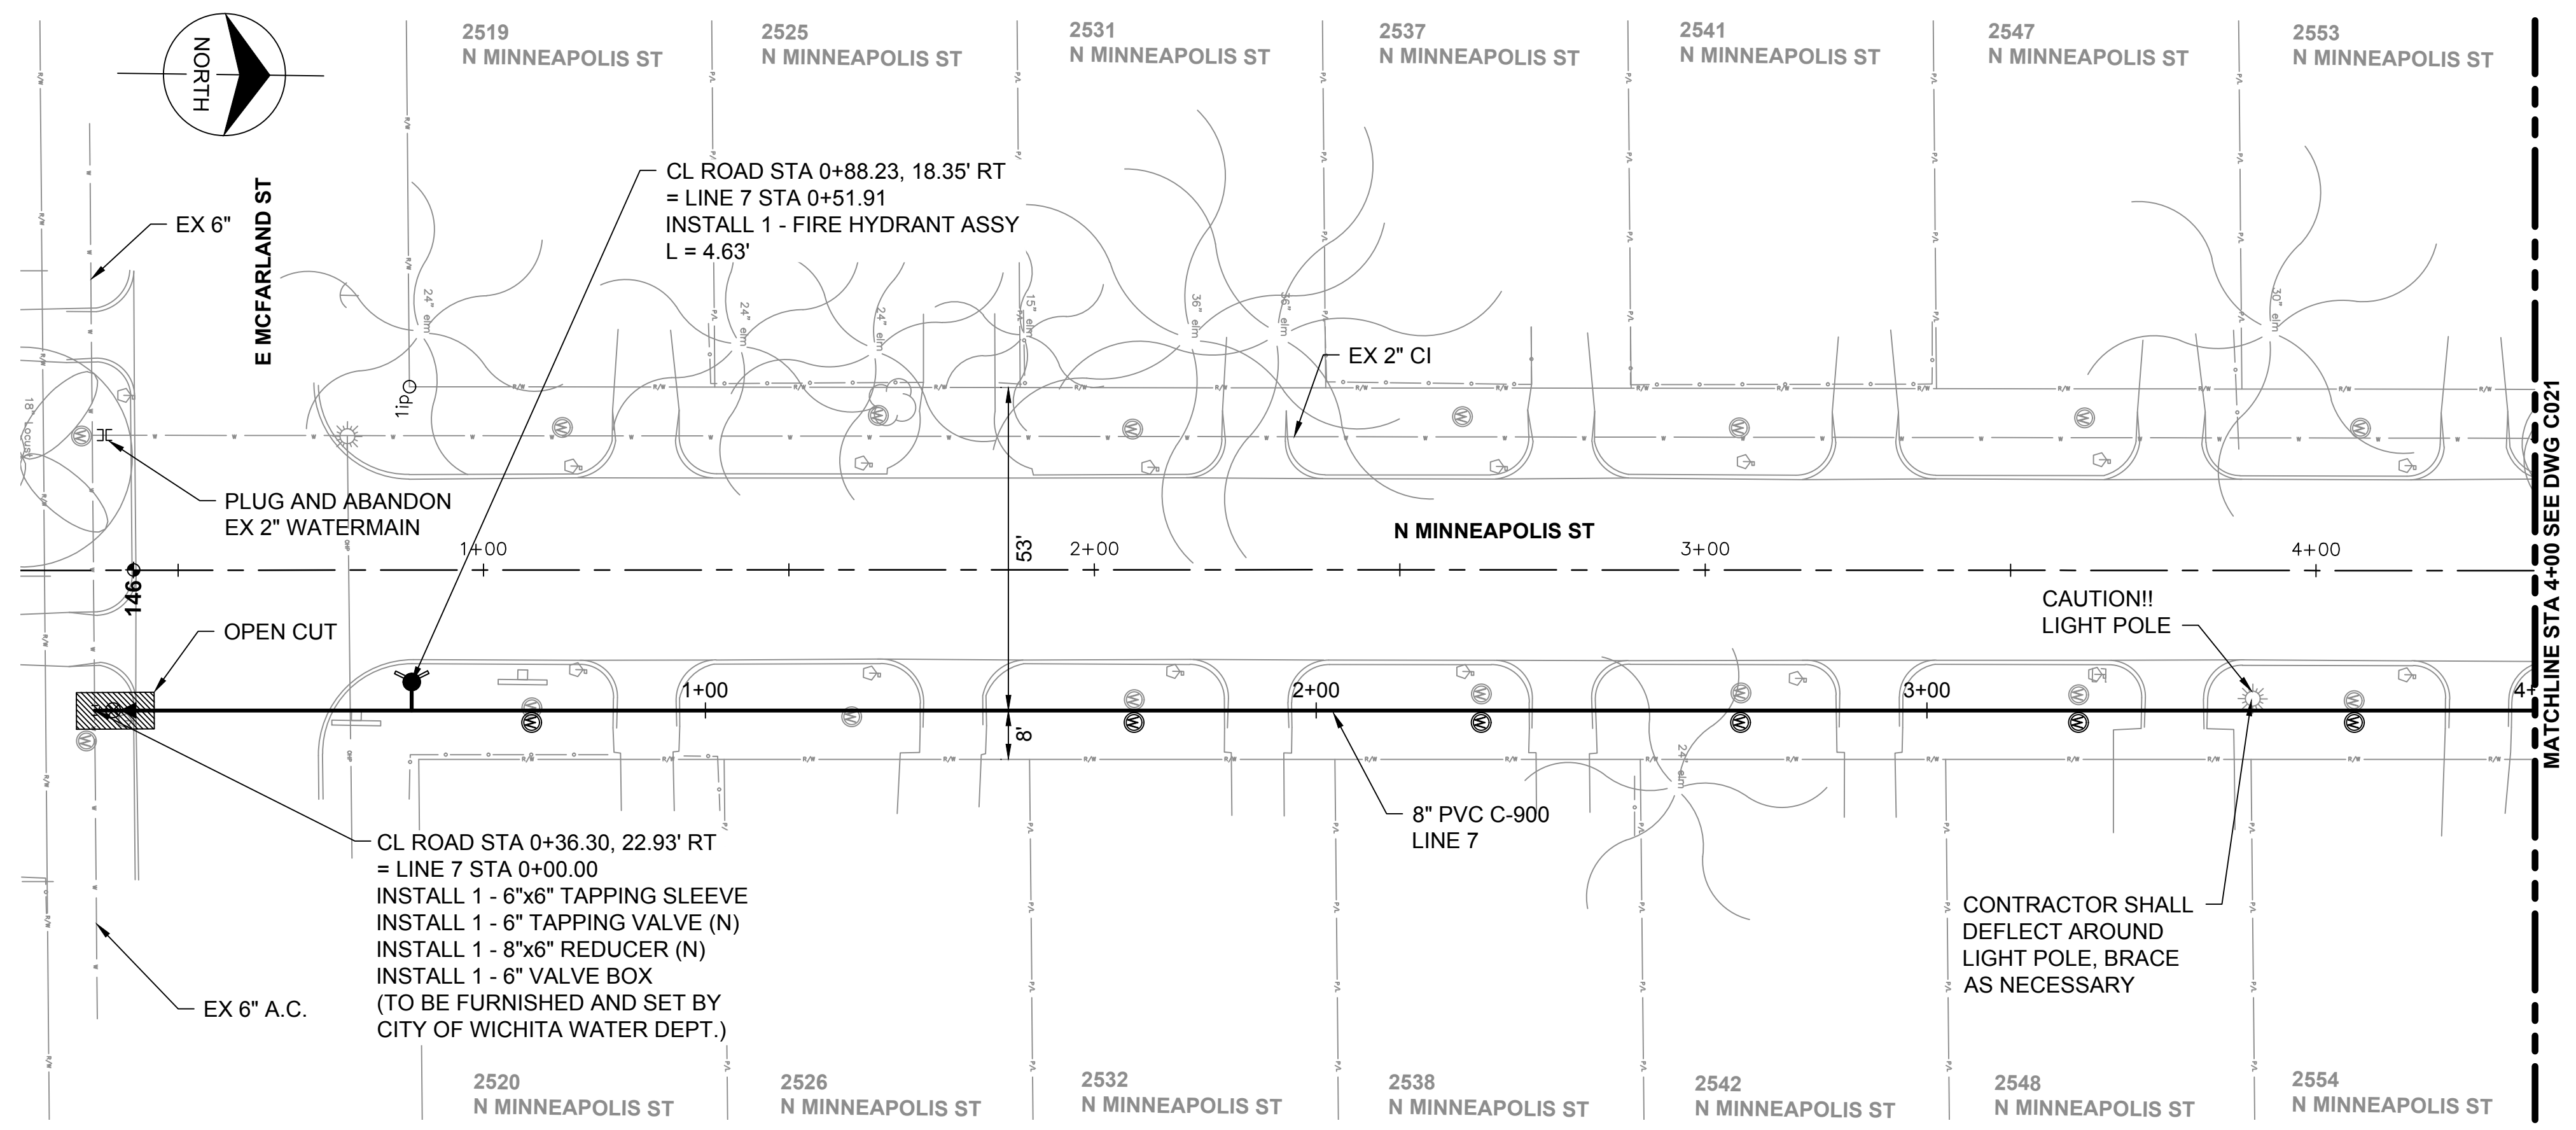 2519
N MINNEAPOLIS ST
2525
N MINNEAPOLIS ST
2531
N MINNEAPOLIS ST
2537
N MINNEAPOLIS ST
2541
N MINNEAPOLIS ST
2547
N MINNEAPOLIS ST
2553
N MINNEAPOLIS ST
NORTH
E MCFARLAND ST
EX 6"
CL ROAD STA 0+88.23, 18.35' RT
= LINE 7 STA 0+51.91
INSTALL 1 - FIRE HYDRANT ASSY
L = 4.63'
24" elm
24" elm
24" elm
15" elm
36" elm
36" elm
30" elm
18" Locust
1ip
EX 2" CI
PLUG AND ABANDON
EX 2" WATERMAIN
N MINNEAPOLIS ST
1+00
2+00
3+00
4+00
53'
146
OPEN CUT
CAUTION!!
LIGHT POLE
1+00
2+00
3+00
4+
8'
24" elm
8" PVC C-900
LINE 7
CL ROAD STA 0+36.30, 22.93' RT
= LINE 7 STA 0+00.00
INSTALL 1 - 6"x6" TAPPING SLEEVE
INSTALL 1 - 6" TAPPING VALVE (N)
INSTALL 1 - 8"x6" REDUCER (N)
INSTALL 1 - 6" VALVE BOX
(TO BE FURNISHED AND SET BY
CITY OF WICHITA WATER DEPT.)
EX 6" A.C.
CONTRACTOR SHALL
DEFLECT AROUND
LIGHT POLE, BRACE
AS NECESSARY
MATCHLINE STA 4+00 SEE DWG C021
2520
N MINNEAPOLIS ST
2526
N MINNEAPOLIS ST
2532
N MINNEAPOLIS ST
2538
N MINNEAPOLIS ST
2542
N MINNEAPOLIS ST
2548
N MINNEAPOLIS ST
2554
N MINNEAPOLIS ST